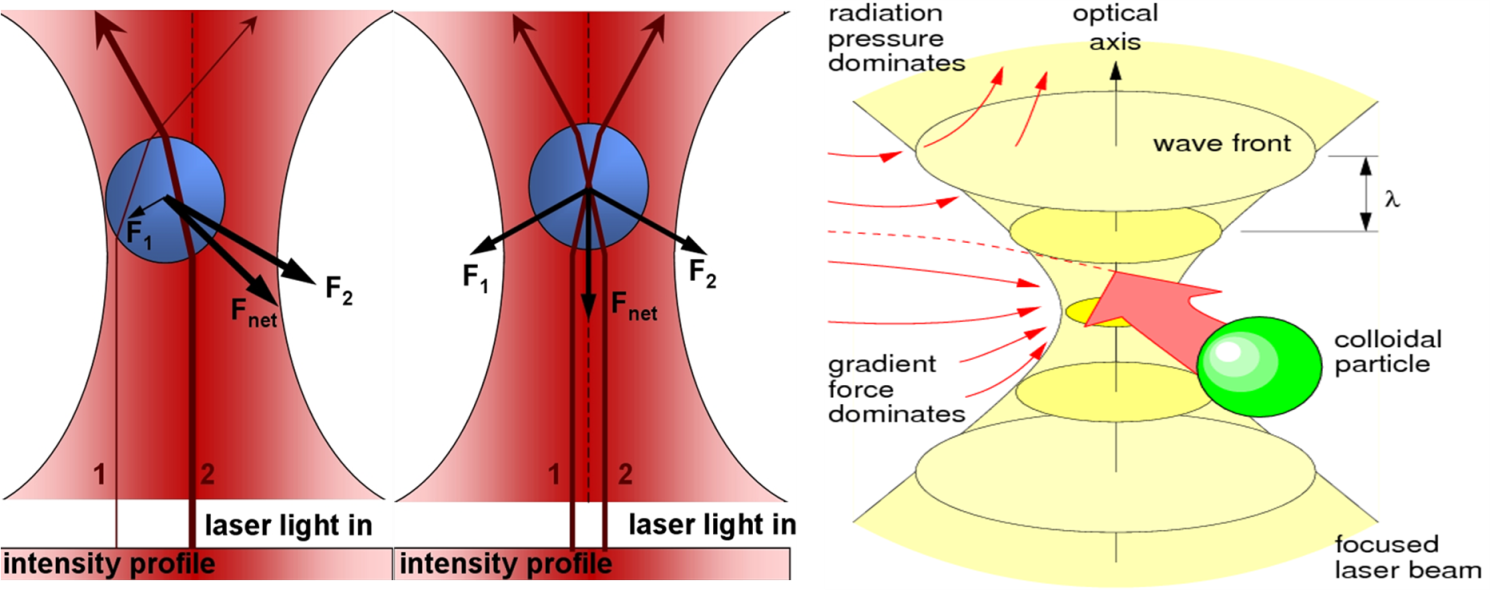 F1
F2
Fnet
1
2
laser light in
intensity profile
F1
F2
Fnet
1
2
laser light in
intensity profile
radiation
pressure
dominates
optical
axis
wave front
λ
gradient
force
dominates
colloidal
particle
focused
laser beam